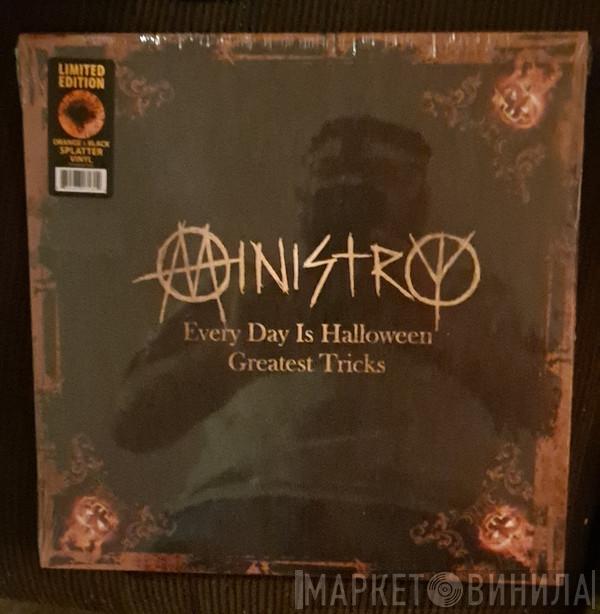 LIMITED
EDITION
ORANGE & BLACK
SPLATTER
VINYL
MINISTRY
Every Day Is Halloween
Greatest Tricks
МАРКЕТ ВИНИЛА